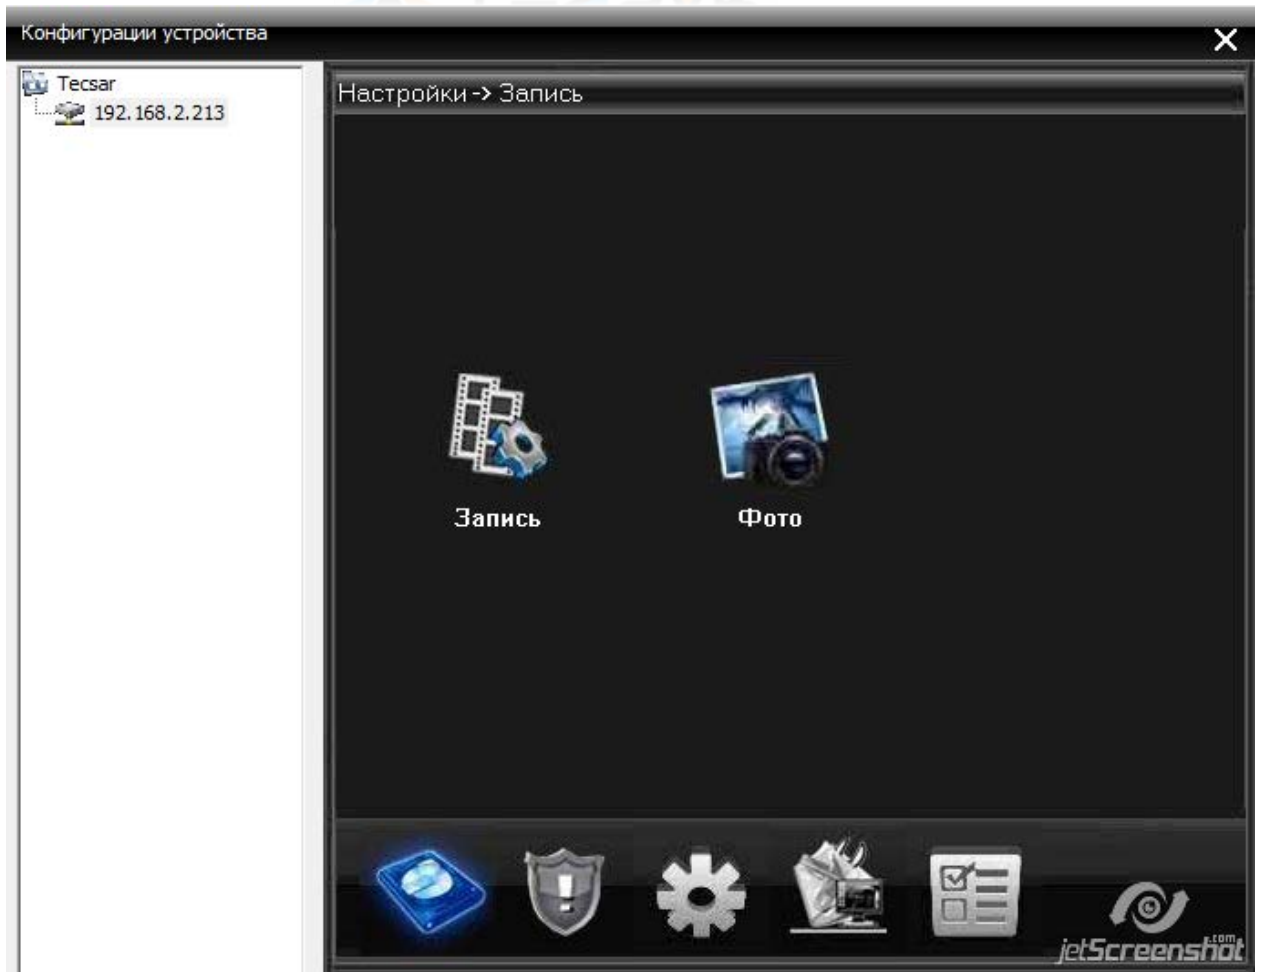 Конфигурации устройства
Tecsar
192.168.2.213
Настройки -> Запись
Запись
Фото
jetScreenshot.com